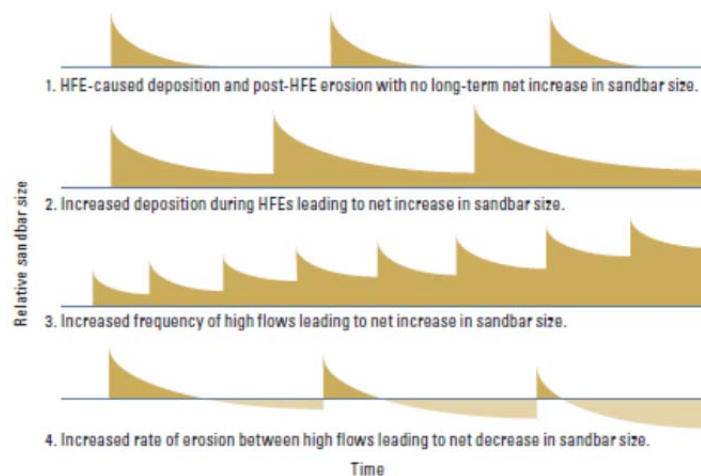 1. HFE-caused deposition and post-HFE erosion with no long-term net increase in sandbar size.
2. Increased deposition during HFEs leading to net increase in sandbar size.
Relative sandbar size
3. Increased frequency of high flows leading to net increase in sandbar size.
4. Increased rate of erosion between high flows leading to net decrease in sandbar size.
Time